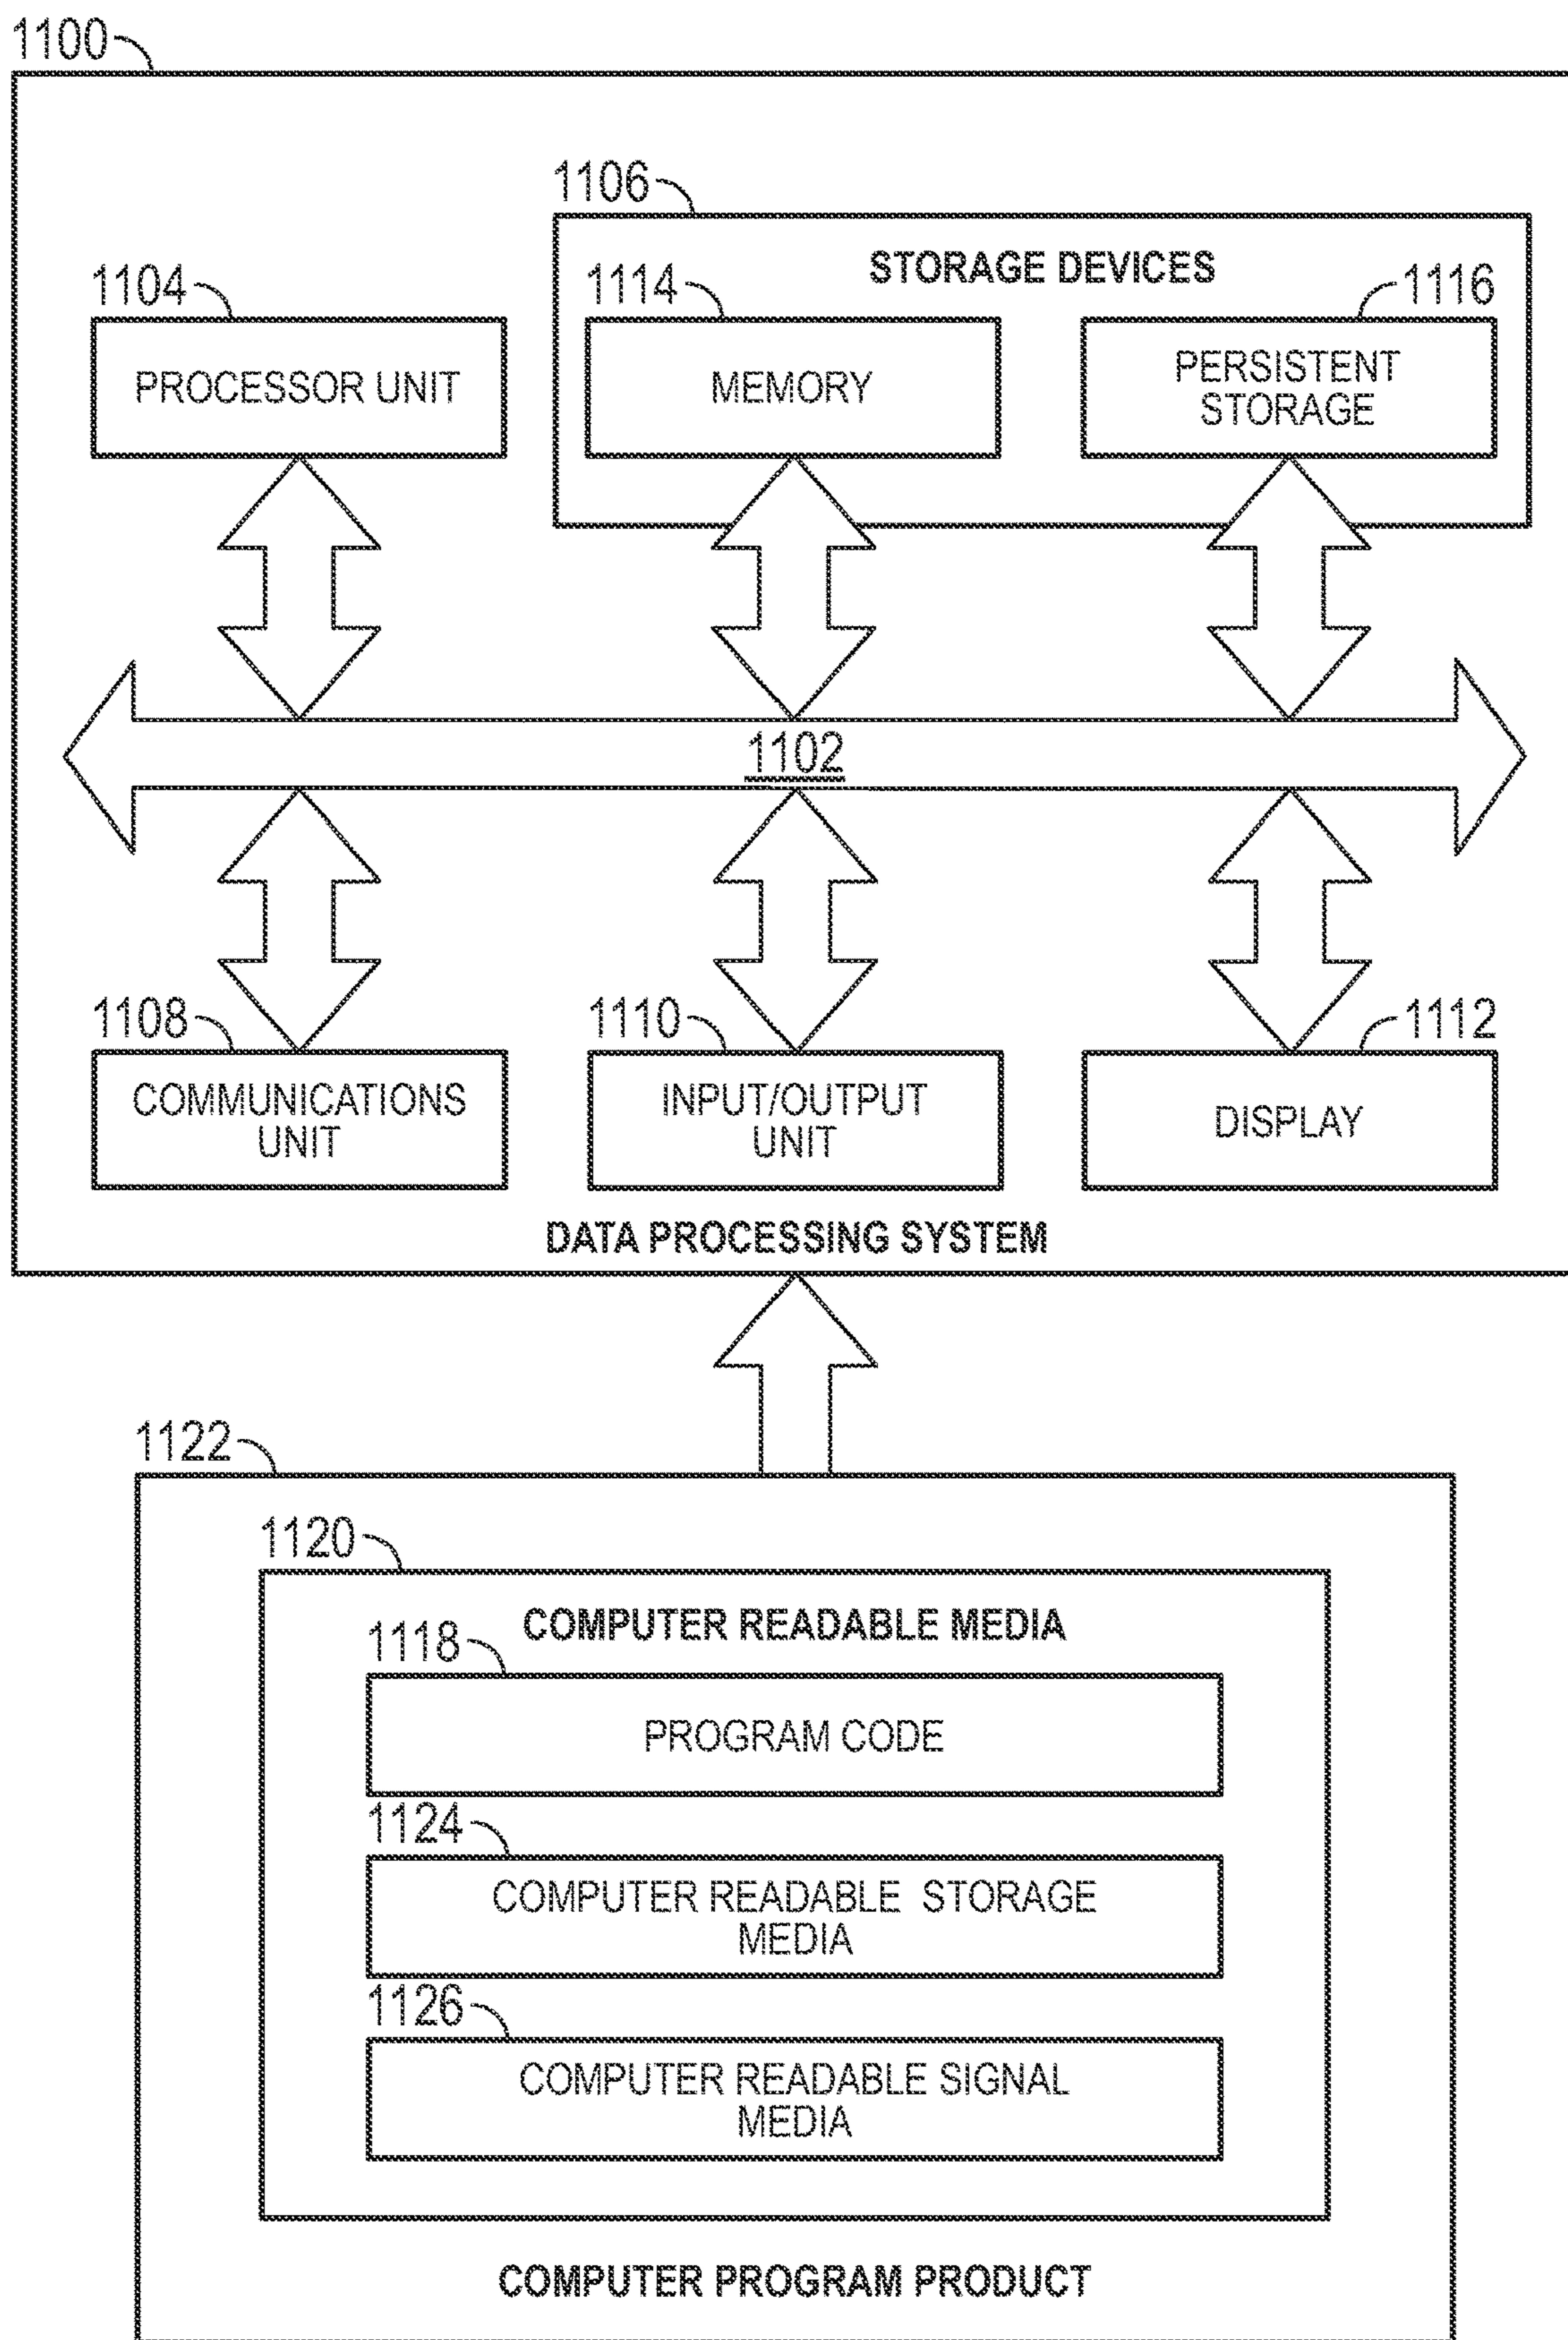 1100
1106
STORAGE DEVICES
1104
1114
1116
PROCESSOR UNIT
MEMORY
PERSISTENT
STORAGE
1102
1108
1110
1112
COMMUNICATIONS
UNIT
INPUT/OUTPUT
UNIT
DISPLAY
DATA PROCESSING SYSTEM
1122
1120
COMPUTER READABLE MEDIA
1118
PROGRAM CODE
1124
COMPUTER READABLE STORAGE
MEDIA
1126
COMPUTER READABLE SIGNAL
MEDIA
COMPUTER PROGRAM PRODUCT